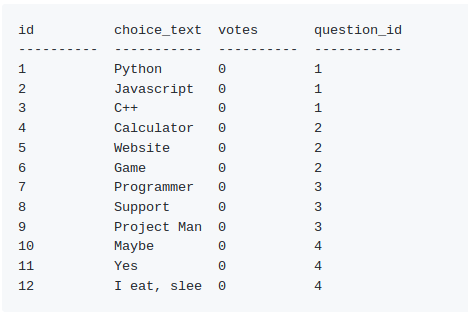 id          choice_text  votes       question_id
----------  -----------  ----------  -----------
1           Python       0           1
2           Javascript   0           1
3           C++          0           1
4           Calculator   0           2
5           Website      0           2
6           Game         0           2
7           Programmer   0           3
8           Support      0           3
9           Project Man  0           3
10          Maybe        0           4
11          Yes          0           4
12          I eat, slee  0           4